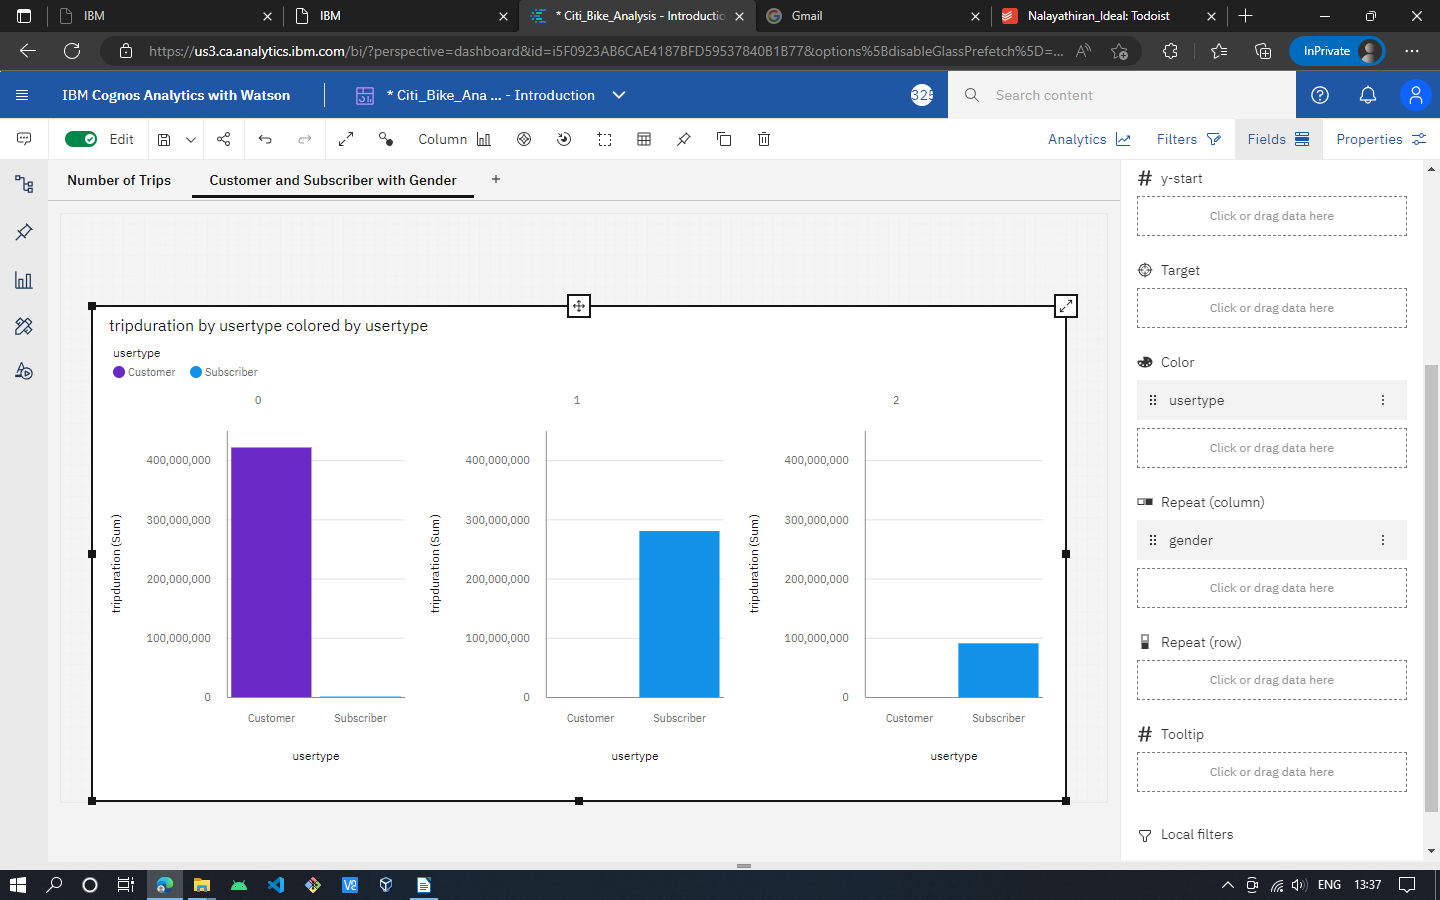 IBM
IBM
* Citi_Bike_Analysis - Introductio
Gmail
Nalayathiran_Ideal: Todoist
https://us3.ca.analytics.ibm.com/bi/?perspective=dashboard&id=i5F0923AB6CAE4187BFD59537840B1B77&options%5BdisableGlassPrefetch%5D=...
InPrivate
IBM Cognos Analytics with Watson
* Citi_Bike_Ana ... - Introduction
325
Search content
Edit
Column
Analytics
Filters
Fields
Properties
Number of Trips
Customer and Subscriber with Gender
tripduration by usertype colored by usertype
usertype
Customer
Subscriber
0
1
2
tripduration (Sum)
400,000,000
300,000,000
200,000,000
100,000,000
0
Customer
Subscriber
usertype
tripduration (Sum)
400,000,000
300,000,000
200,000,000
100,000,000
0
Customer
Subscriber
usertype
tripduration (Sum)
400,000,000
300,000,000
200,000,000
100,000,000
0
Customer
Subscriber
usertype
y-start
Click or drag data here
Target
Click or drag data here
Color
usertype
Click or drag data here
Repeat (column)
gender
Click or drag data here
Repeat (row)
Click or drag data here
Tooltip
Click or drag data here
Local filters
ENG
13:37